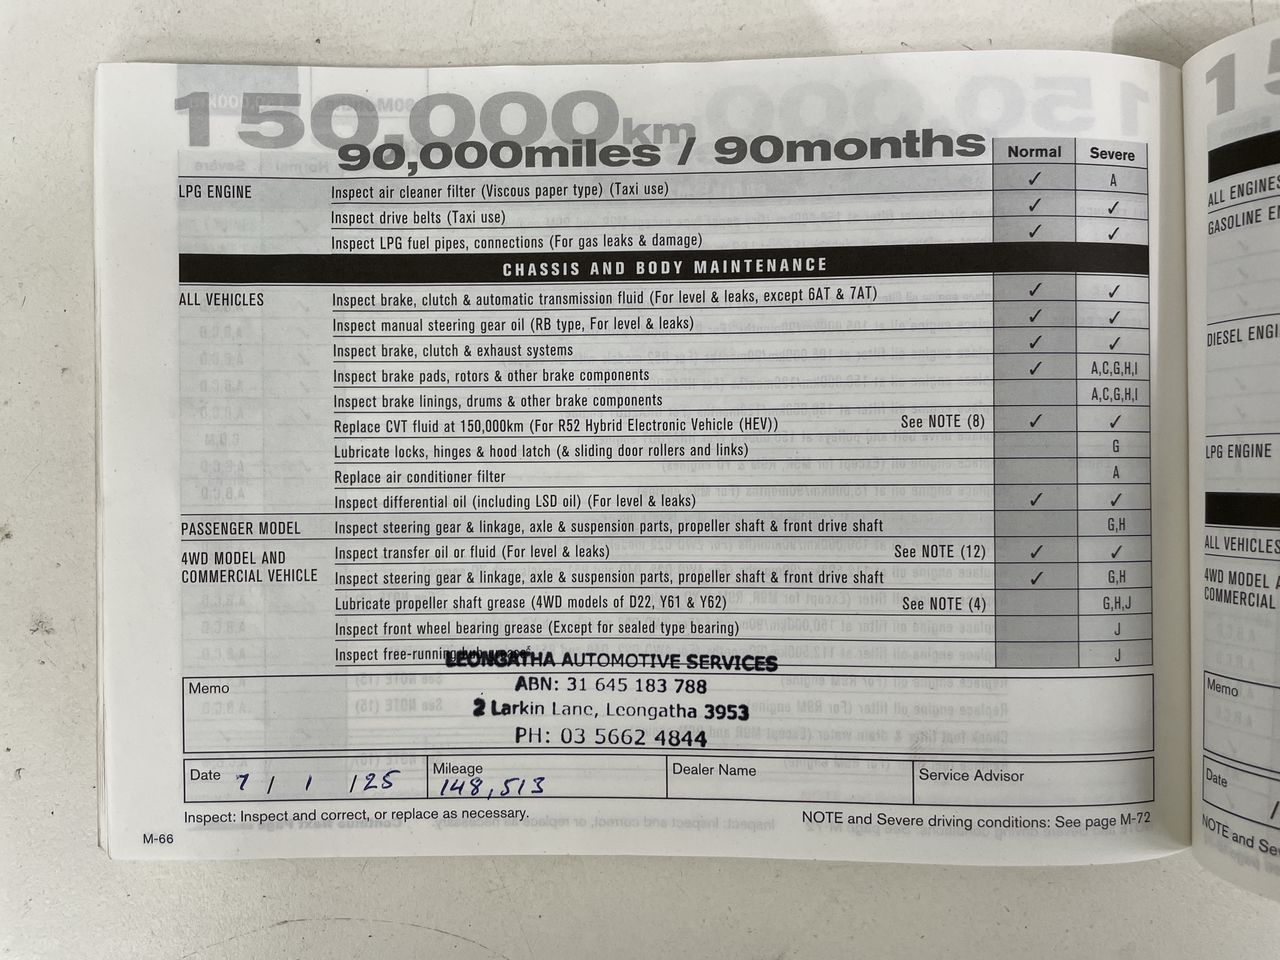 150,000km
90,000miles / 90months
Normal Severe
LPG ENGINE Inspect air cleaner filter (Viscous paper type) (Taxi use) ✓ A
Inspect drive belts (Taxi use) ✓ ✓
Inspect LPG fuel pipes, connections (For gas leaks & damage) ✓ ✓
CHASSIS AND BODY MAINTENANCE
ALL VEHICLES Inspect brake, clutch & automatic transmission fluid (For level & leaks, except 6AT & 7AT) ✓ ✓
Inspect manual steering gear oil (RB type, For level & leaks) ✓ ✓
Inspect brake, clutch & exhaust systems ✓ ✓
Inspect brake pads, rotors & other brake components ✓ A,C,G,H,I
Inspect brake linings, drums & other brake components A,C,G,H,I
Replace CVT fluid at 150,000km (For R52 Hybrid Electronic Vehicle (HEV)) See NOTE (8) ✓ ✓
Lubricate locks, hinges & hood latch (& sliding door rollers and links) G
Replace air conditioner filter A
Inspect differential oil (including LSD oil) (For level & leaks) ✓ ✓
PASSENGER MODEL Inspect steering gear & linkage, axle & suspension parts, propeller shaft & front drive shaft G,H
4WD MODEL AND Inspect transfer oil or fluid (For level & leaks) See NOTE (12) ✓ ✓
COMMERCIAL VEHICLE Inspect steering gear & linkage, axle & suspension parts, propeller shaft & front drive shaft ✓ G,H
Lubricate propeller shaft grease (4WD models of D22, Y61 & Y62) See NOTE (4) G,H,J
Inspect front wheel bearing grease (Except for sealed type bearing) J
Inspect free-running J
LEONGATHA AUTOMOTIVE SERVICES
Memo ABN: 31 645 183 788
2 Larkin Lane, Leongatha 3953
PH: 03 5662 4844
Date 7 / 1 / 25 Mileage 148,513 Dealer Name Service Advisor
Inspect: Inspect and correct, or replace as necessary. NOTE and Severe driving conditions: See page M-72
M-66
15
ALL ENGINES
GASOLINE
DIESEL
LPG ENGINE
ALL VEHICLES
4WD MODEL
COMMERCIAL
Memo
Date /
NOTE and